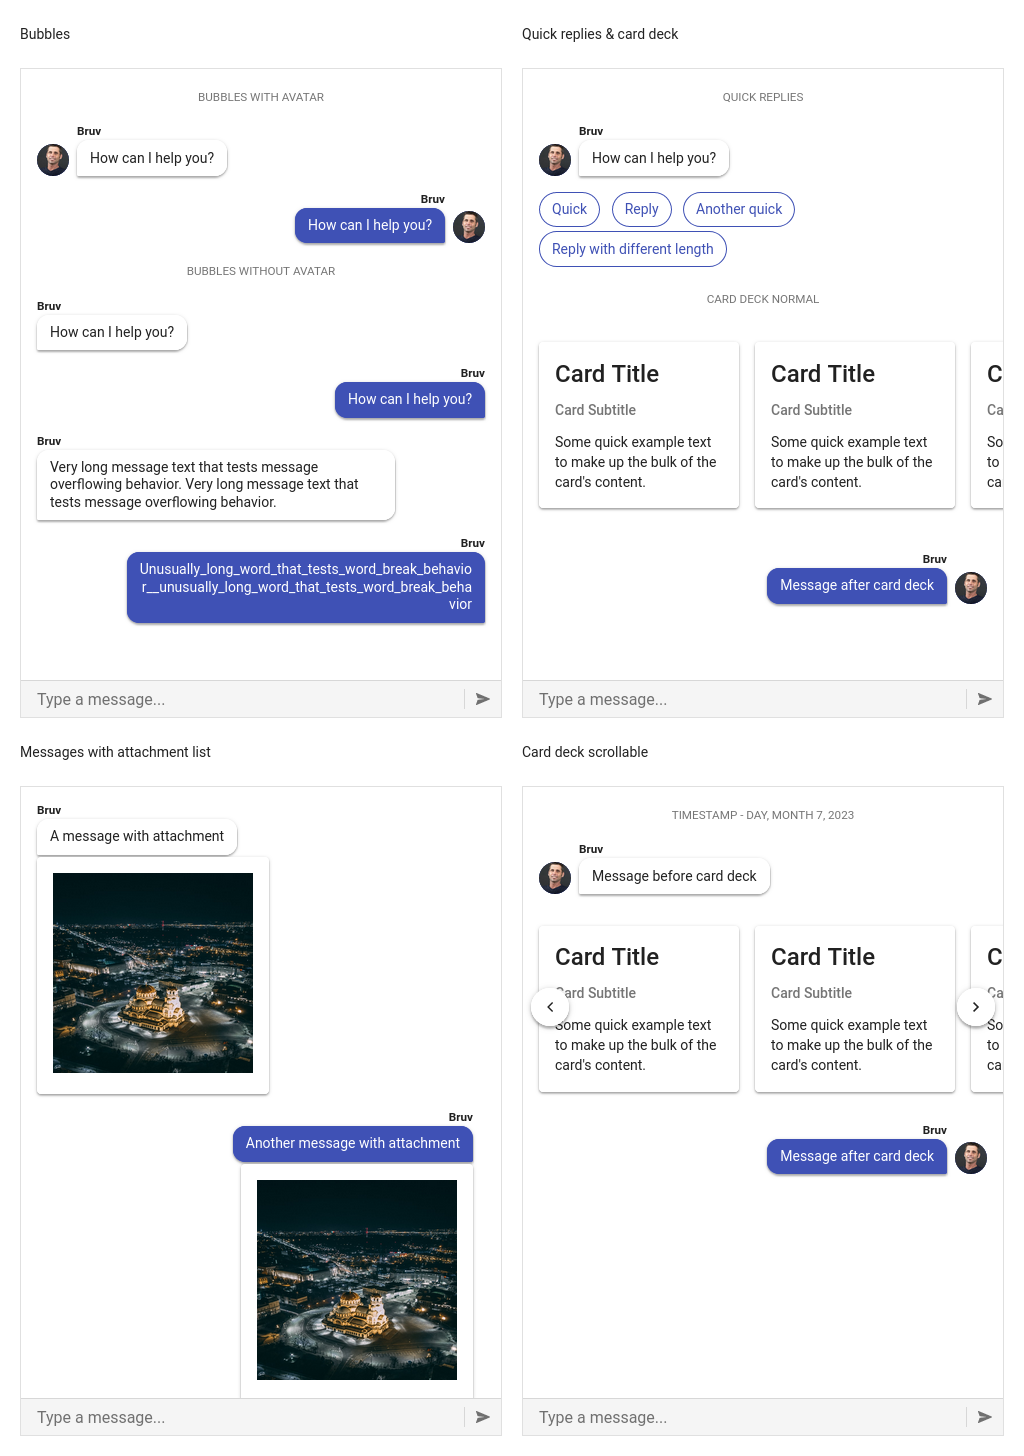 Bubbles
BUBBLES WITH AVATAR
Bruv
How can I help you?
Bruv
How can I help you?
BUBBLES WITHOUT AVATAR
Bruv
How can I help you?
Bruv
How can I help you?
Bruv
Very long message text that tests message
overflowing behavior. Very long message text that
tests message overflowing behavior.
Bruv
Unusually_long_word_that_tests_word_break_behavio
r__unusually_long_word_that_tests_word_break_beha
vior
Type a message...
Quick replies & card deck
QUICK REPLIES
Bruv
How can I help you?
Quick
Reply
Another quick
Reply with different length
CARD DECK NORMAL
Card Title
Card Subtitle
Some quick example text
to make up the bulk of the
card's content.
Card Title
Card Subtitle
Some quick example text
to make up the bulk of the
card's content.
C
Ca
So
to
ca
Bruv
Message after card deck
Type a message...
Messages with attachment list
Bruv
A message with attachment
Bruv
Another message with attachment
Type a message...
Card deck scrollable
TIMESTAMP - DAY, MONTH 7, 2023
Bruv
Message before card deck
Card Title
Card Subtitle
Some quick example text
to make up the bulk of the
card's content.
Card Title
Card Subtitle
Some quick example text
to make up the bulk of the
card's content.
C
Ca
So
to
ca
Bruv
Message after card deck
Type a message...